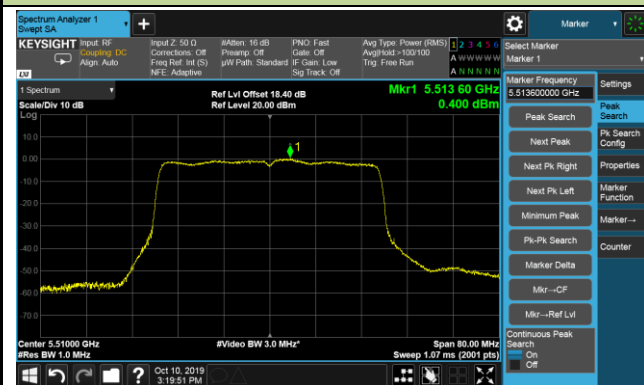 Spectrum Analyzer 1
Swept SA
+
Marker
KEYSIGHT
Input: RF
Coupling: DC
Align: Auto
Input Z: 50 Ω
Corrections: Off
Freq Ref: Int (S)
NFE: Adaptive
#Atten: 16 dB
Preamp: Off
µW Path: Standard
PNO: Fast
Gate: Off
IF Gain: Low
Sig Track: Off
Avg Type: Power (RMS)
Avg|Hold:>100/100
Trig: Free Run
1 2 3 4 5 6
A W W W W W
A N N N N N
LXI
Select Marker
Marker 1
1 Spectrum
Scale/Div 10 dB
Log
Ref Lvl Offset 18.40 dB
Ref Level 20.00 dBm
Mkr1 5.513 60 GHz
0.400 dBm
10.0
0.00
-10.0
-20.0
-30.0
-40.0
-50.0
-60.0
-70.0
1
Center 5.51000 GHz
#Res BW 1.0 MHz
#Video BW 3.0 MHz*
Span 80.00 MHz
Sweep 1.07 ms (2001 pts)
Marker Frequency
5.513600000 GHz
Peak Search
Next Peak
Next Pk Right
Next Pk Left
Minimum Peak
Pk-Pk Search
Marker Delta
Mkr→CF
Mkr→Ref Lvl
Continuous Peak
Search
On
Off
Settings
Peak
Search
Pk Search
Config
Properties
Marker
Function
Marker→
Counter
?
Oct 10, 2019
3:19:51 PM